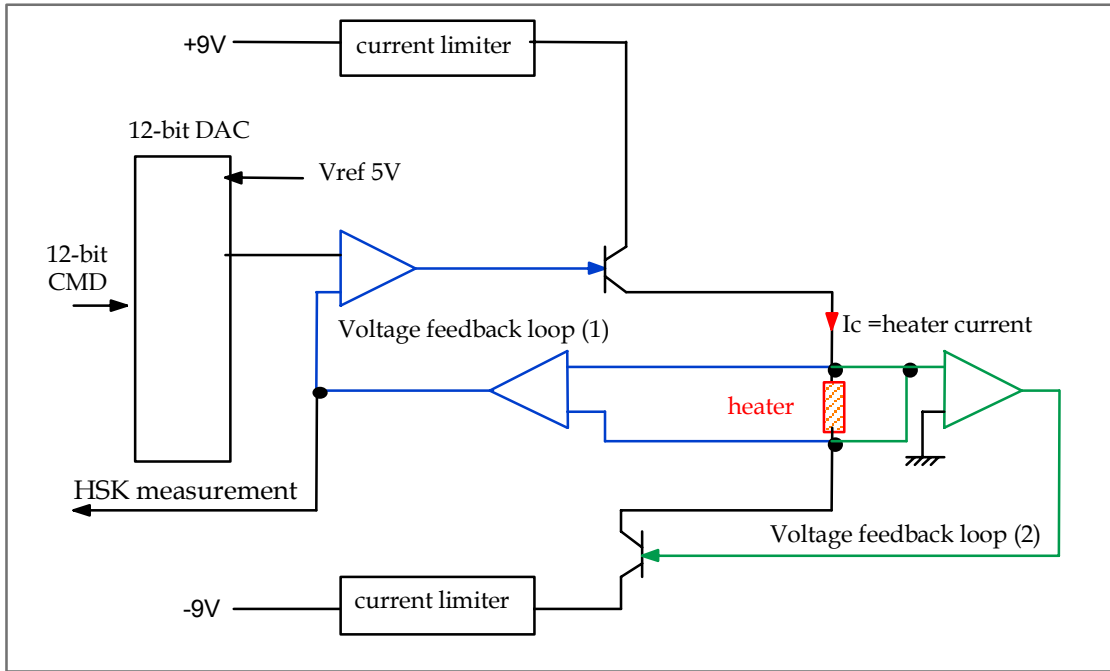 +9V
current limiter
12-bit DAC
Vref 5V
12-bit
CMD
Voltage feedback loop (1)
Ic =heater current
heater
HSK measurement
Voltage feedback loop (2)
-9V
current limiter